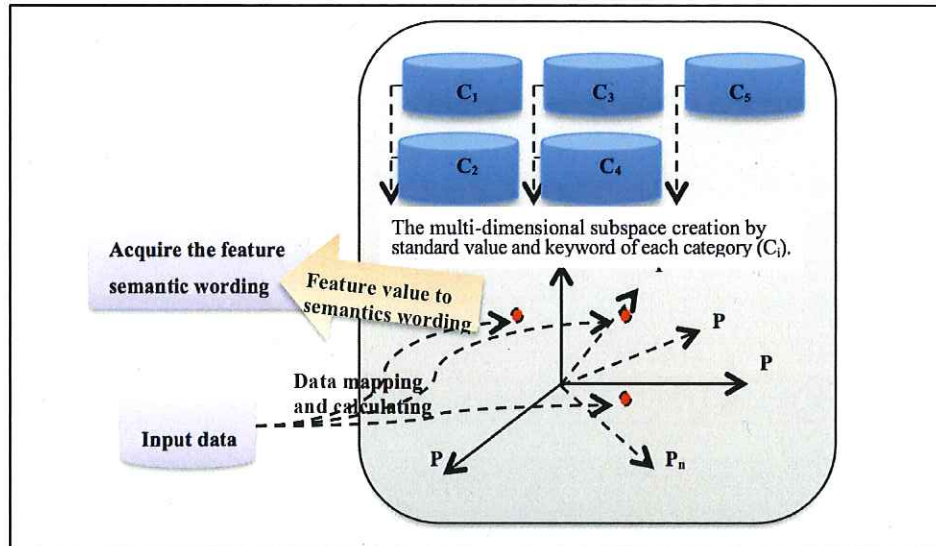 C₁
C₃
C₅
C₂
C₄
The multi-dimensional subspace creation by
standard value and keyword of each category (Cᵢ).
Acquire the feature
semantic wording
Feature value to
semantics wording
P
P
Data mapping
and calculating
Input data
P
Pₙ